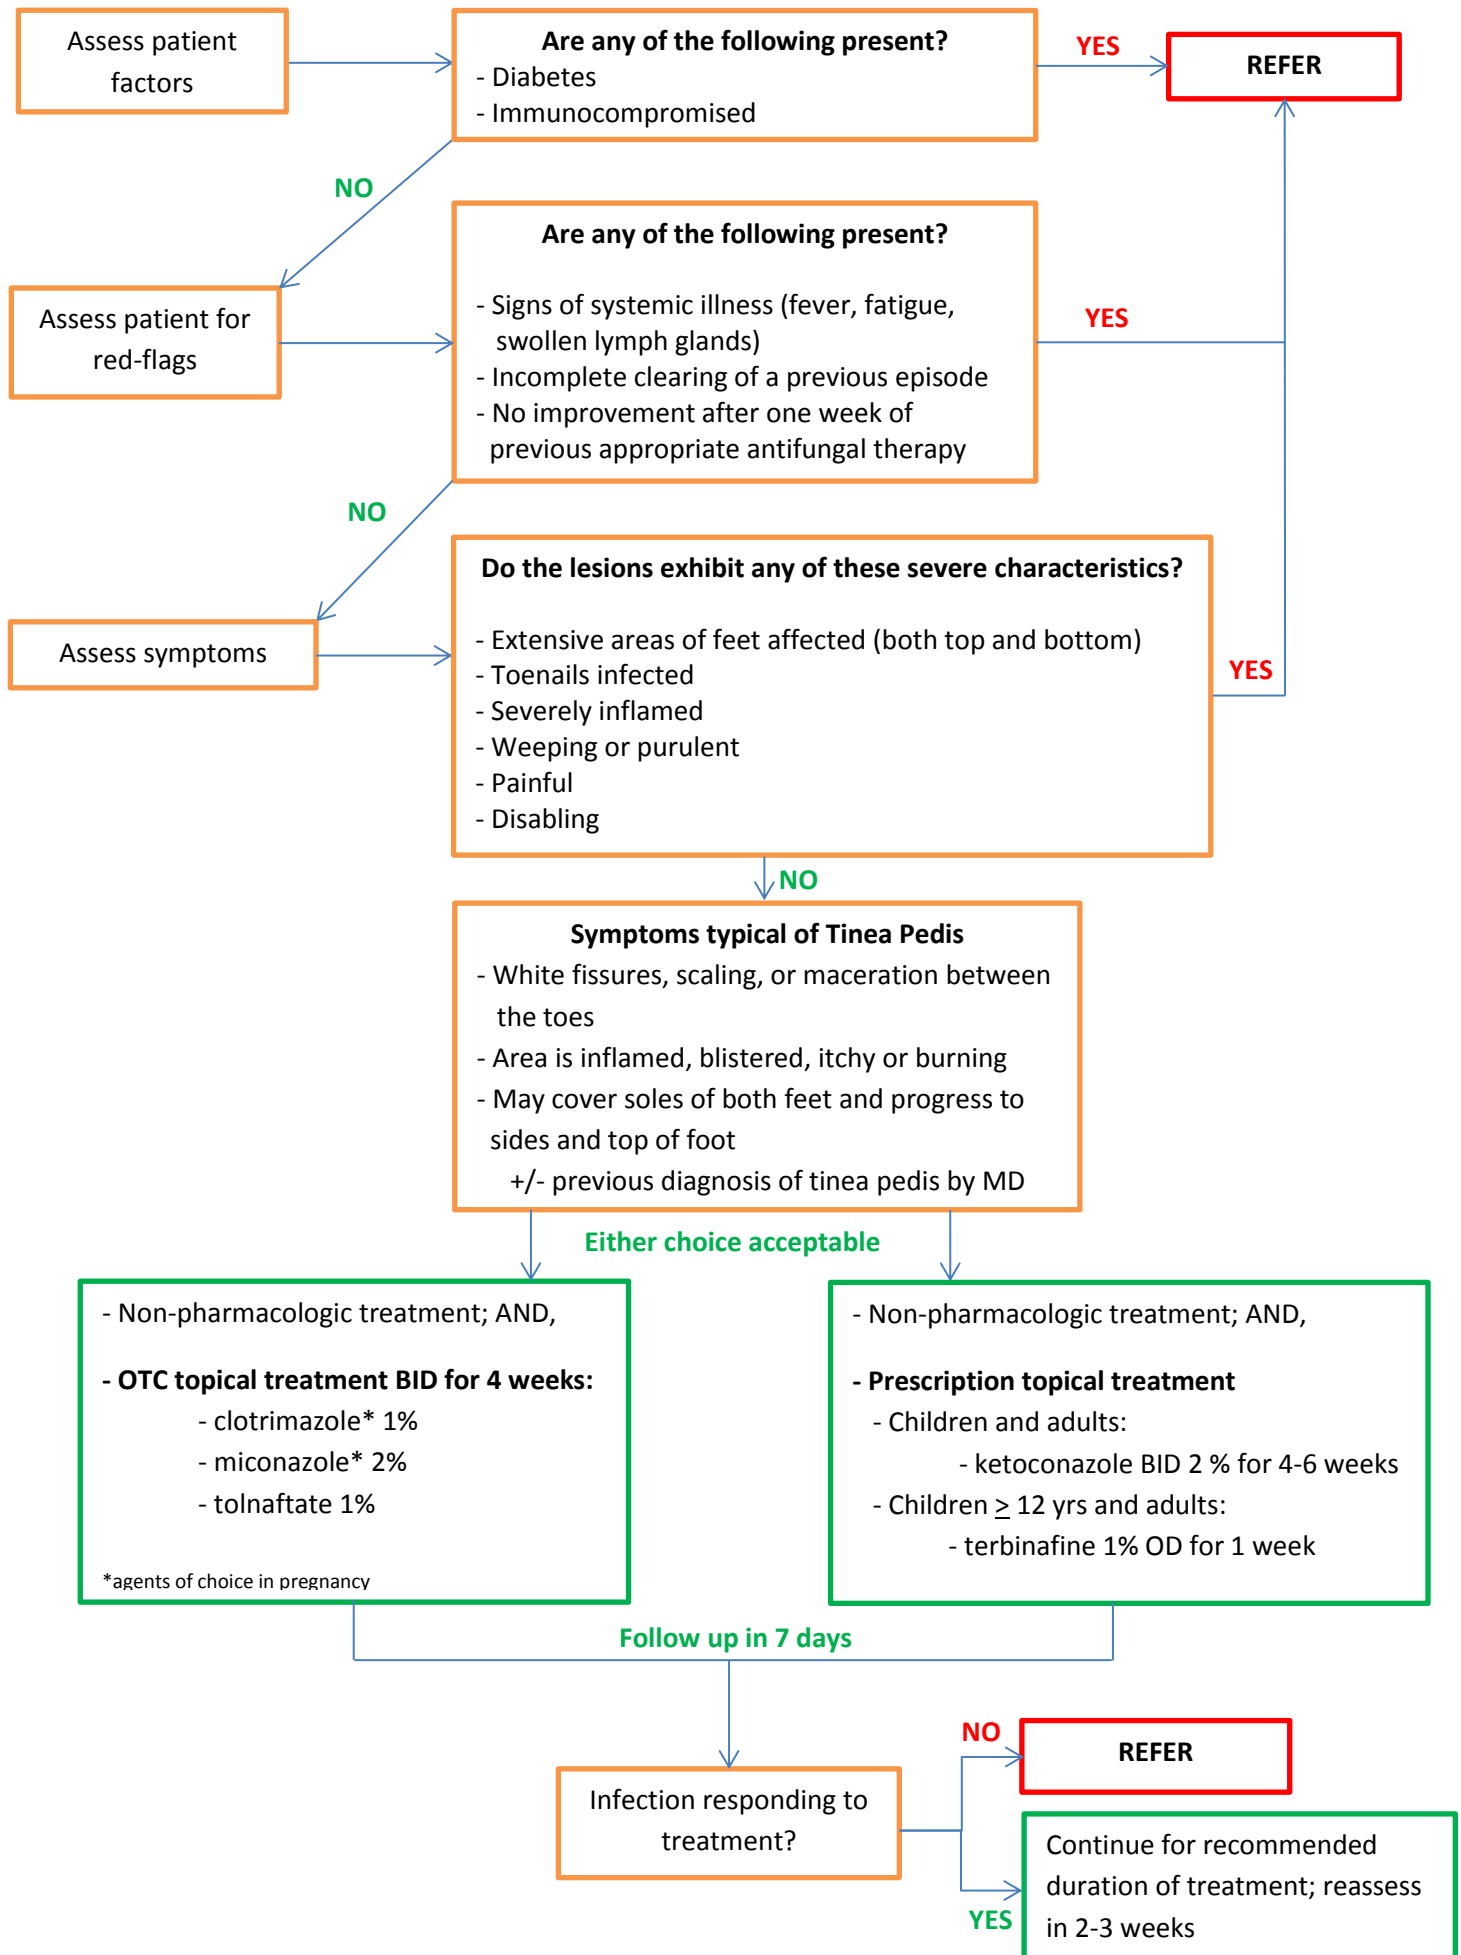 Assess patient
factors
Are any of the following present?
- Diabetes
- Immunocompromised
YES
REFER
NO
Assess patient for
red-flags
Are any of the following present?
- Signs of systemic illness (fever, fatigue,
swollen lymph glands)
- Incomplete clearing of a previous episode
- No improvement after one week of
previous appropriate antifungal therapy
YES
NO
Assess symptoms
Do the lesions exhibit any of these severe characteristics?
- Extensive areas of feet affected (both top and bottom)
- Toenails infected
- Severely inflamed
- Weeping or purulent
- Painful
- Disabling
YES
NO
Symptoms typical of Tinea Pedis
- White fissures, scaling, or maceration between
the toes
- Area is inflamed, blistered, itchy or burning
- May cover soles of both feet and progress to
sides and top of foot
+/- previous diagnosis of tinea pedis by MD
Either choice acceptable
- Non-pharmacologic treatment; AND,
- OTC topical treatment BID for 4 weeks:
- clotrimazole* 1%
- miconazole* 2%
- tolnaftate 1%
*agents of choice in pregnancy
- Non-pharmacologic treatment; AND,
- Prescription topical treatment
- Children and adults:
- ketoconazole BID 2 % for 4-6 weeks
- Children ≥ 12 yrs and adults:
- terbinafine 1% OD for 1 week
Follow up in 7 days
Infection responding to
treatment?
NO
REFER
YES
Continue for recommended
duration of treatment; reassess
in 2-3 weeks